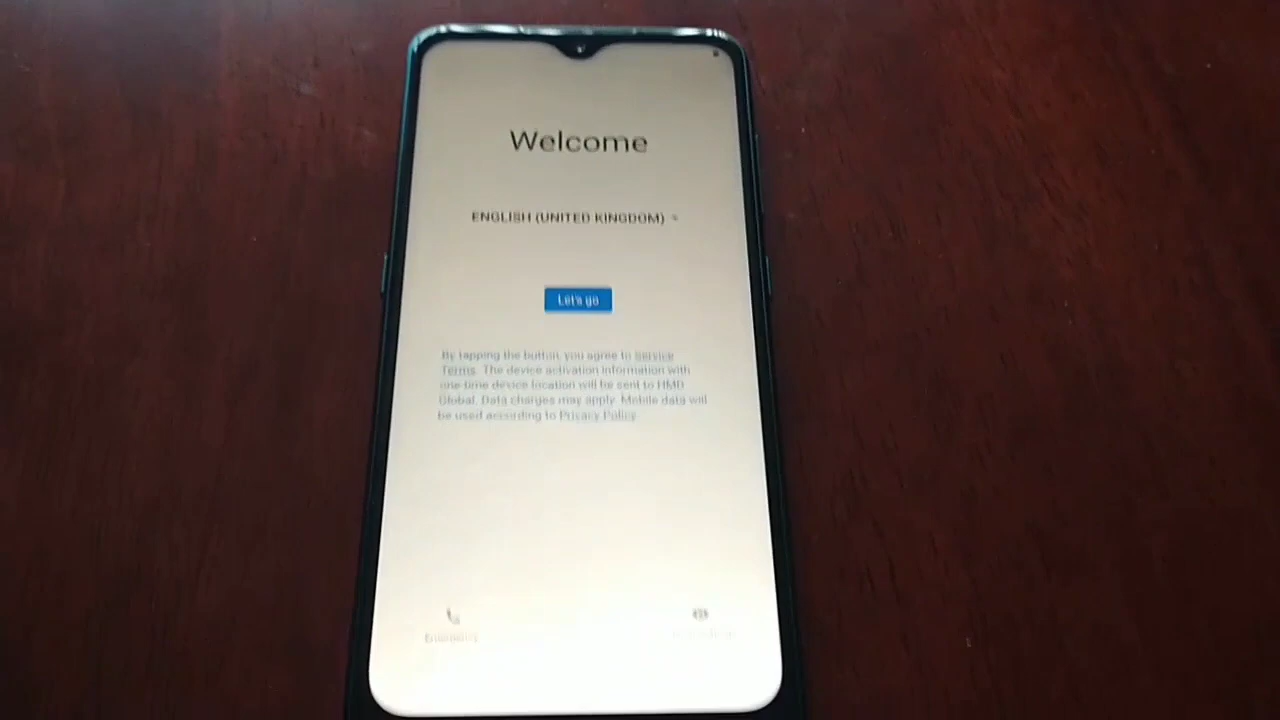 Welcome
ENGLISH (UNITED KINGDOM)
Let's go
By tapping the button, you agree to Service
Terms. The device activation information with
one-time device location will be sent to HMD
Global. Data charges may apply. Mobile data will
be used according to Privacy Policy.
Emergency